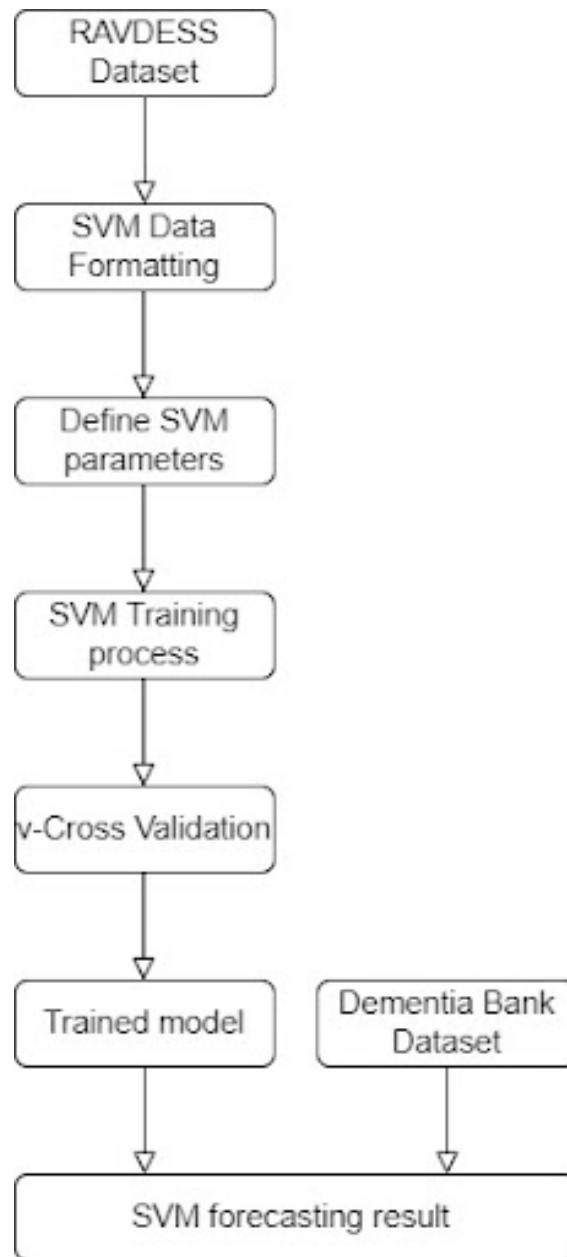 RAVDESS
Dataset
SVM Data
Formatting
Define SVM
parameters
SVM Training
process
v-Cross Validation
Trained model
Dementia Bank
Dataset
SVM forecasting result